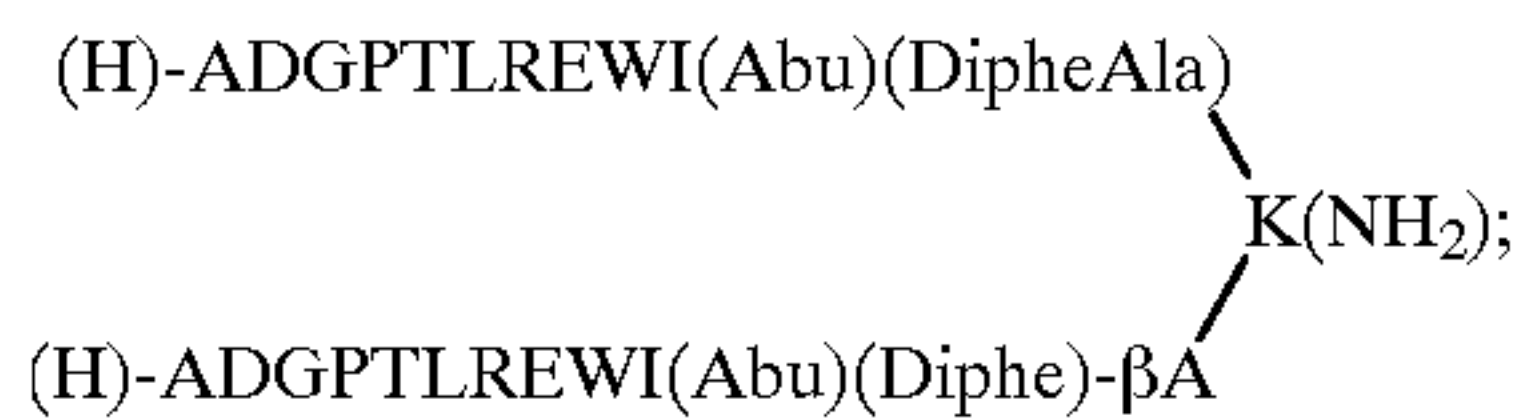 (H)-ADGPTLREWI(Abu)(DipheAla)
K(NH₂);
(H)-ADGPTLREWI(Abu)(Diphe)-βA